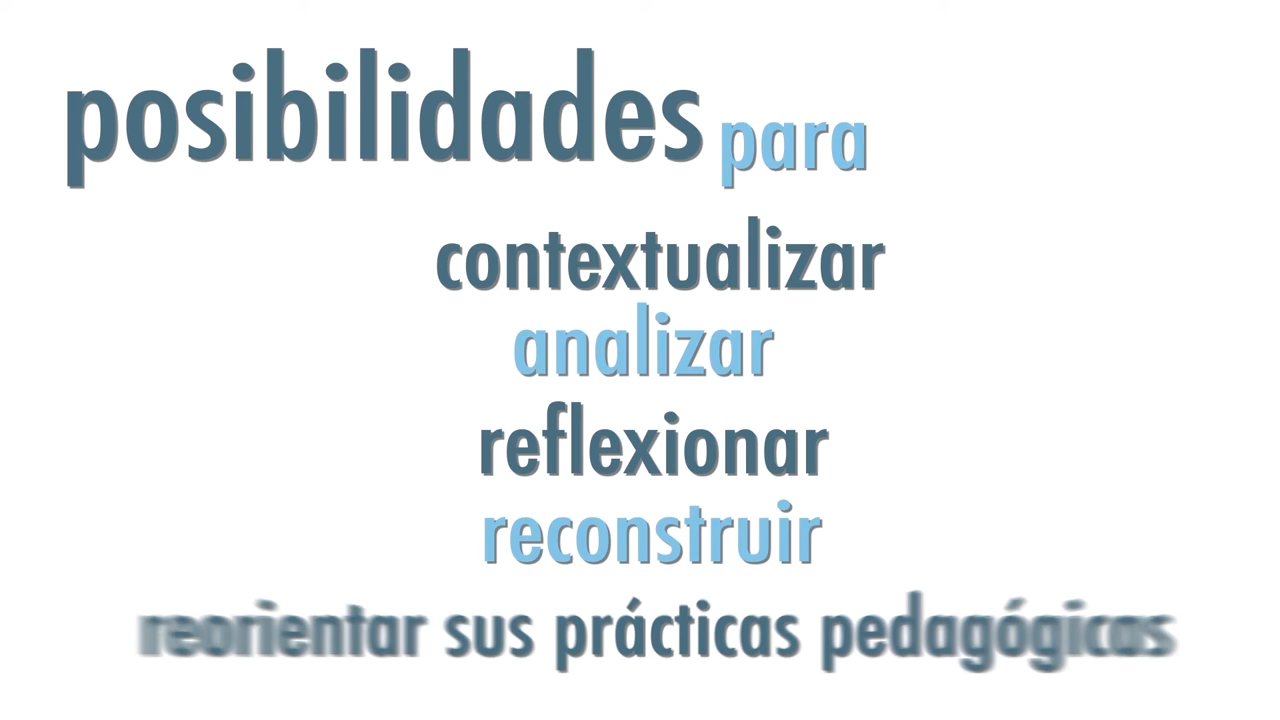 posibilidades para
contextualizar
analizar
reflexionar
reconstruir
reorientar sus prácticas pedagógicas